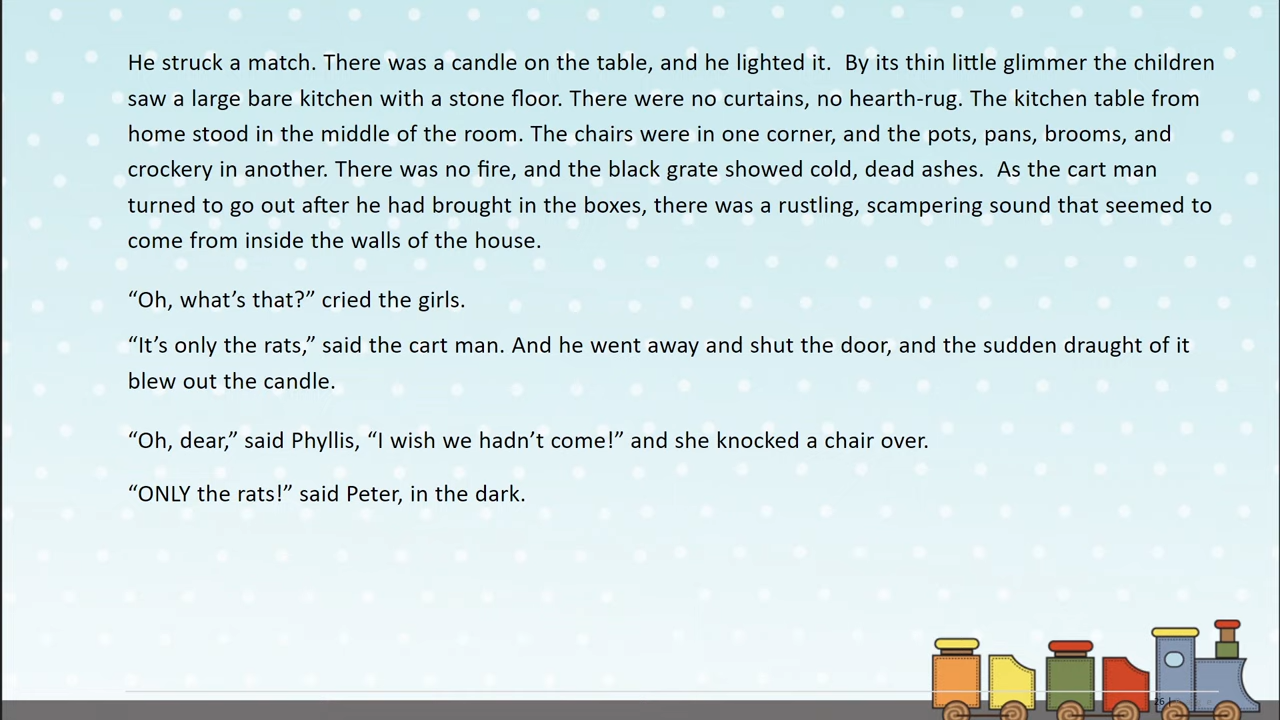 He struck a match. There was a candle on the table, and he lighted it.  By its thin little glimmer the children
saw a large bare kitchen with a stone floor. There were no curtains, no hearth-rug. The kitchen table from
home stood in the middle of the room. The chairs were in one corner, and the pots, pans, brooms, and
crockery in another. There was no fire, and the black grate showed cold, dead ashes.  As the cart man
turned to go out after he had brought in the boxes, there was a rustling, scampering sound that seemed to
come from inside the walls of the house.
“Oh, what’s that?” cried the girls.
“It’s only the rats,” said the cart man. And he went away and shut the door, and the sudden draught of it
blew out the candle.
“Oh, dear,” said Phyllis, “I wish we hadn’t come!” and she knocked a chair over.
“ONLY the rats!” said Peter, in the dark.
26 |